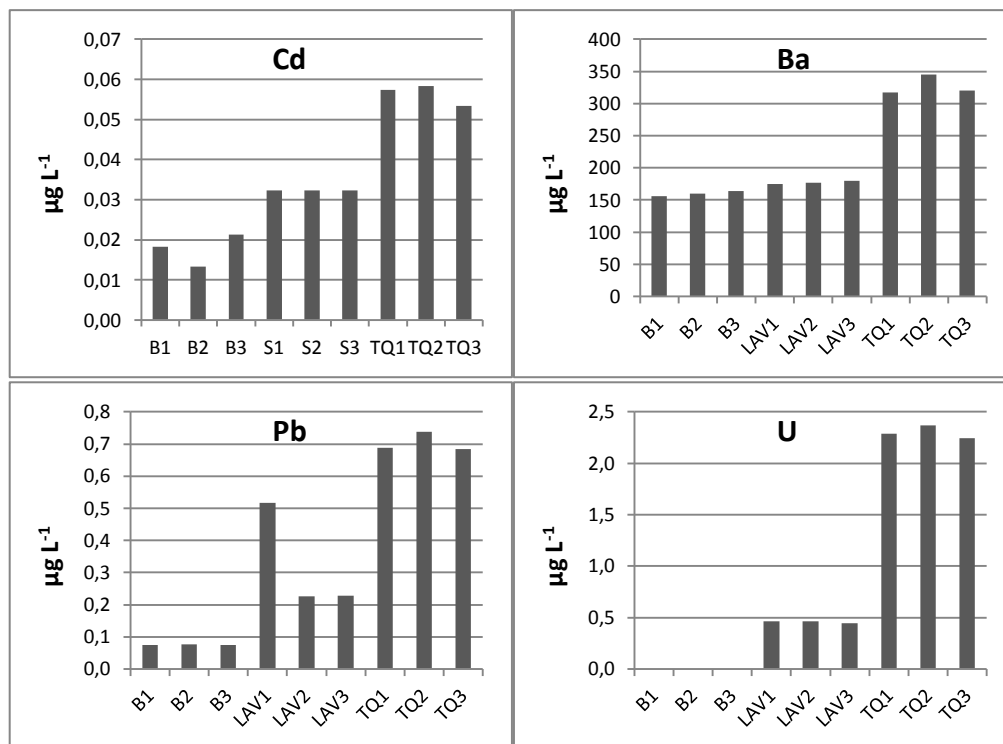 Cd
µg L-1
0,07
0,06
0,05
0,04
0,03
0,02
0,01
0,00
B1 B2 B3 S1 S2 S3 TQ1 TQ2 TQ3
Ba
µg L-1
400
350
300
250
200
150
100
50
0
B1 B2 B3 LAV1 LAV2 LAV3 TQ1 TQ2 TQ3
Pb
µg L-1
0,8
0,7
0,6
0,5
0,4
0,3
0,2
0,1
0,0
B1 B2 B3 LAV1 LAV2 LAV3 TQ1 TQ2 TQ3
U
µg L-1
2,5
2,0
1,5
1,0
0,5
0,0
B1 B2 B3 LAV1 LAV2 LAV3 TQ1 TQ2 TQ3